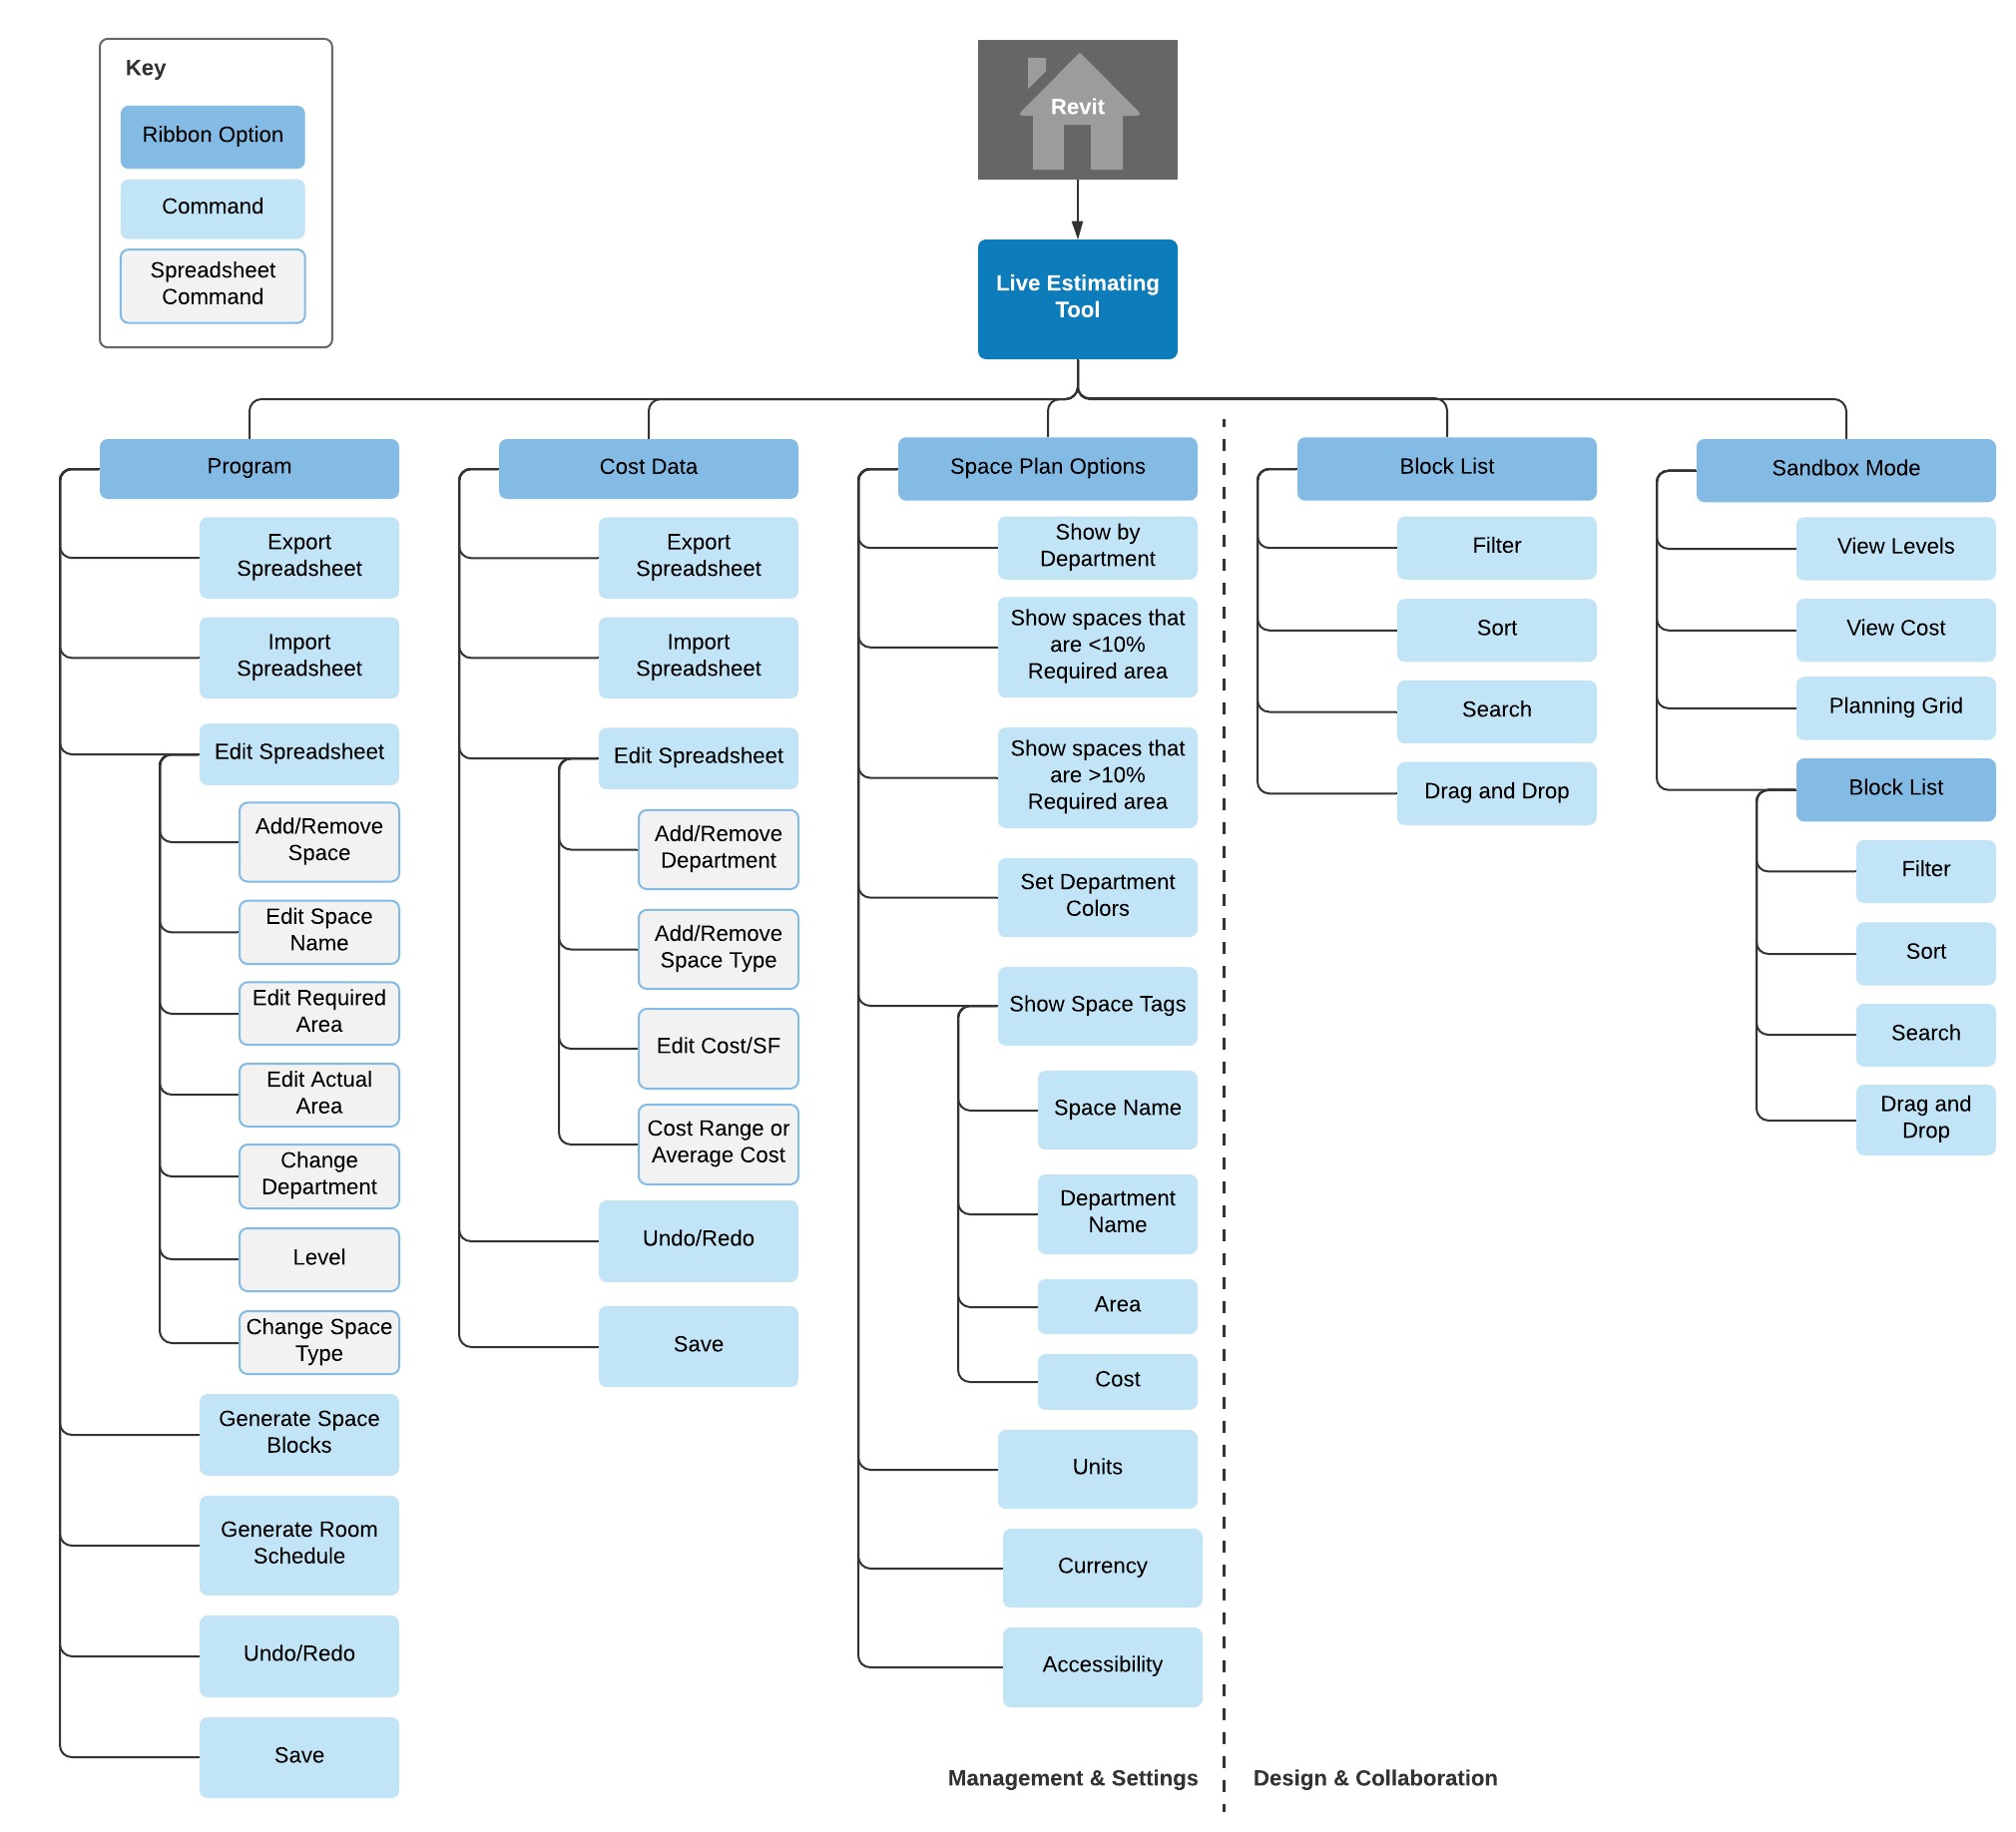 Key
Ribbon Option
Command
Spreadsheet
Command
Revit
Live Estimating
Tool
Program
Export
Spreadsheet
Import
Spreadsheet
Edit Spreadsheet
Add/Remove
Space
Edit Space
Name
Edit Required
Area
Edit Actual
Area
Change
Department
Level
Change Space
Type
Generate Space
Blocks
Generate Room
Schedule
Undo/Redo
Save
Cost Data
Export
Spreadsheet
Import
Spreadsheet
Edit Spreadsheet
Add/Remove
Department
Add/Remove
Space Type
Edit Cost/SF
Cost Range or
Average Cost
Undo/Redo
Save
Space Plan Options
Show by
Department
Show spaces that
are <10%
Required area
Show spaces that
are >10%
Required area
Set Department
Colors
Show Space Tags
Space Name
Department
Name
Area
Cost
Units
Currency
Accessibility
Block List
Filter
Sort
Search
Drag and Drop
Sandbox Mode
View Levels
View Cost
Planning Grid
Block List
Filter
Sort
Search
Drag and
Drop
Management & Settings
Design & Collaboration